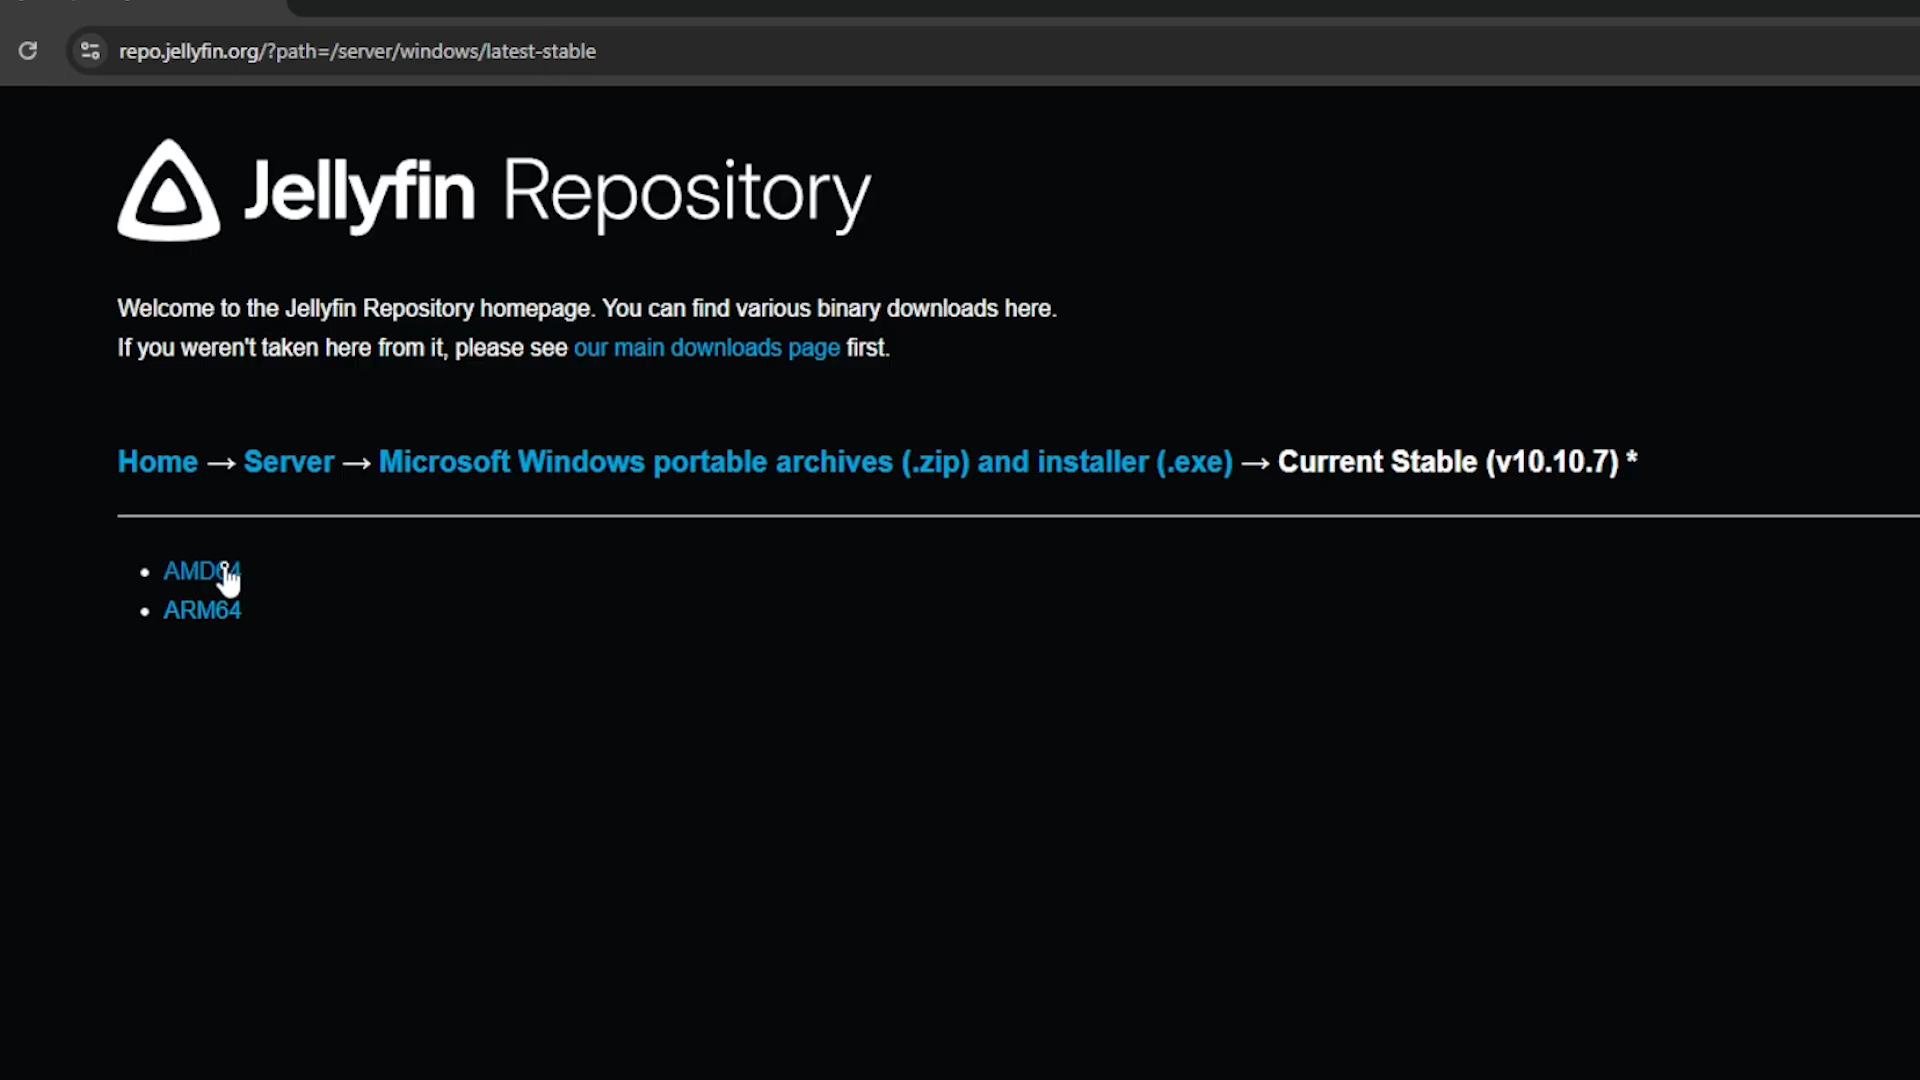 repo.jellyfin.org/?path=/server/windows/latest-stable
Jellyfin Repository
Welcome to the Jellyfin Repository homepage. You can find various binary downloads here.
If you weren't taken here from it, please see our main downloads page first.
Home → Server → Microsoft Windows portable archives (.zip) and installer (.exe) → Current Stable (v10.10.7) *
• AMD64
• ARM64